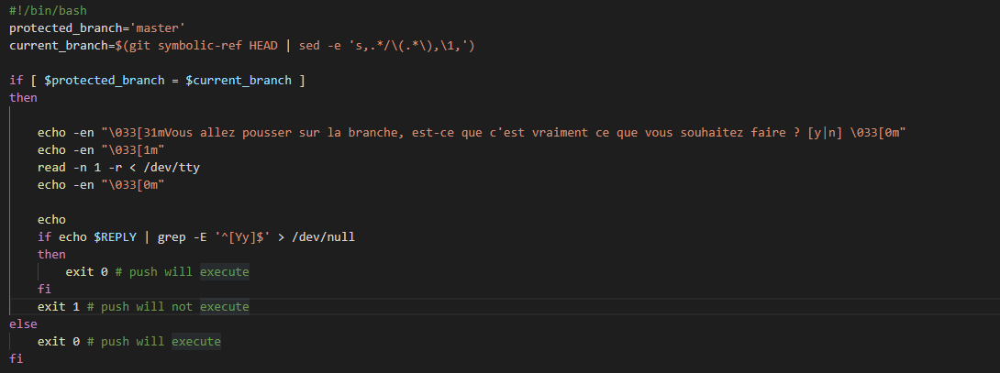 #!/bin/bash
protected_branch='master'
current_branch=$(git symbolic-ref HEAD | sed -e 's,.*/\(.*\),\1,')
if [ $protected_branch = $current_branch ]
then
echo -en "\033[31mVous allez pousser sur la branche, est-ce que c'est vraiment ce que vous souhaitez faire ? [y|n] \033[0m"
echo -en "\033[1m"
read -n 1 -r < /dev/tty
echo -en "\033[0m"
echo
if echo $REPLY | grep -E '^[Yy]$' > /dev/null
then
exit 0 # push will execute
fi
exit 1 # push will not execute
else
exit 0 # push will execute
fi